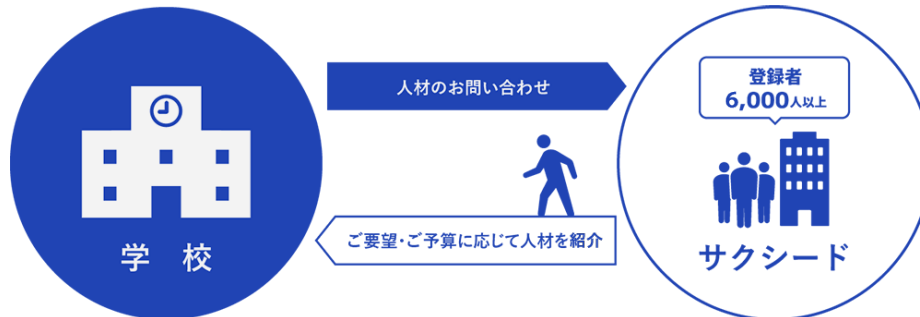 学 校
人材のお問い合わせ
ご要望・ご予算に応じて人材を紹介
登録者
6,000人以上
サクシード